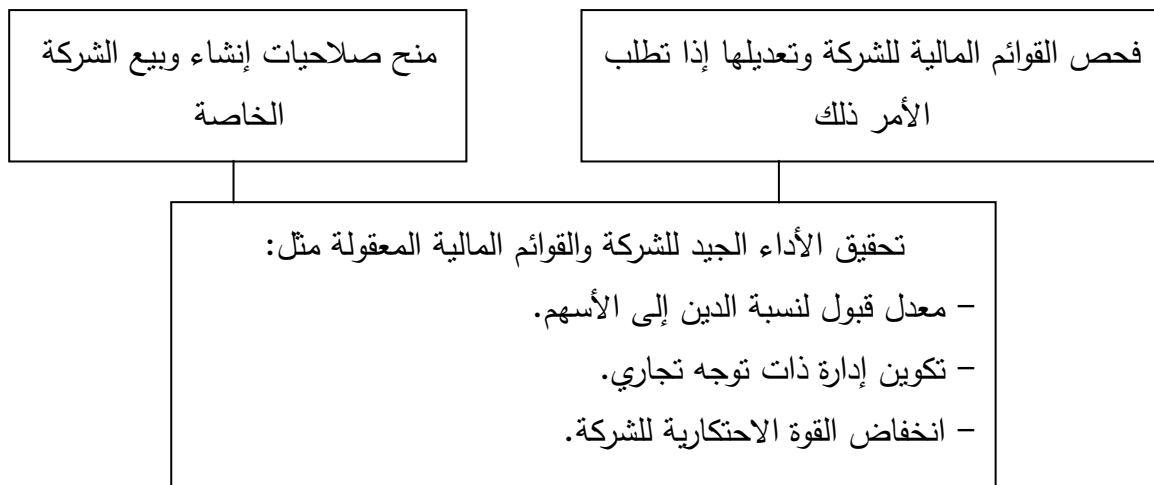 فحص القوائم المالية للشركة وتعديلها إذا تطلب
الأمر ذلك
منح صلاحيات إنشاء وبيع الشركة
الخاصة
تحقيق الأداء الجيد للشركة والقوائم المالية المعقولة مثل:
- معدل قبول لنسبة الدين إلى الأسهم.
- تكوين إدارة ذات توجه تجاري.
- انخفاض القوة الاحتكارية للشركة.